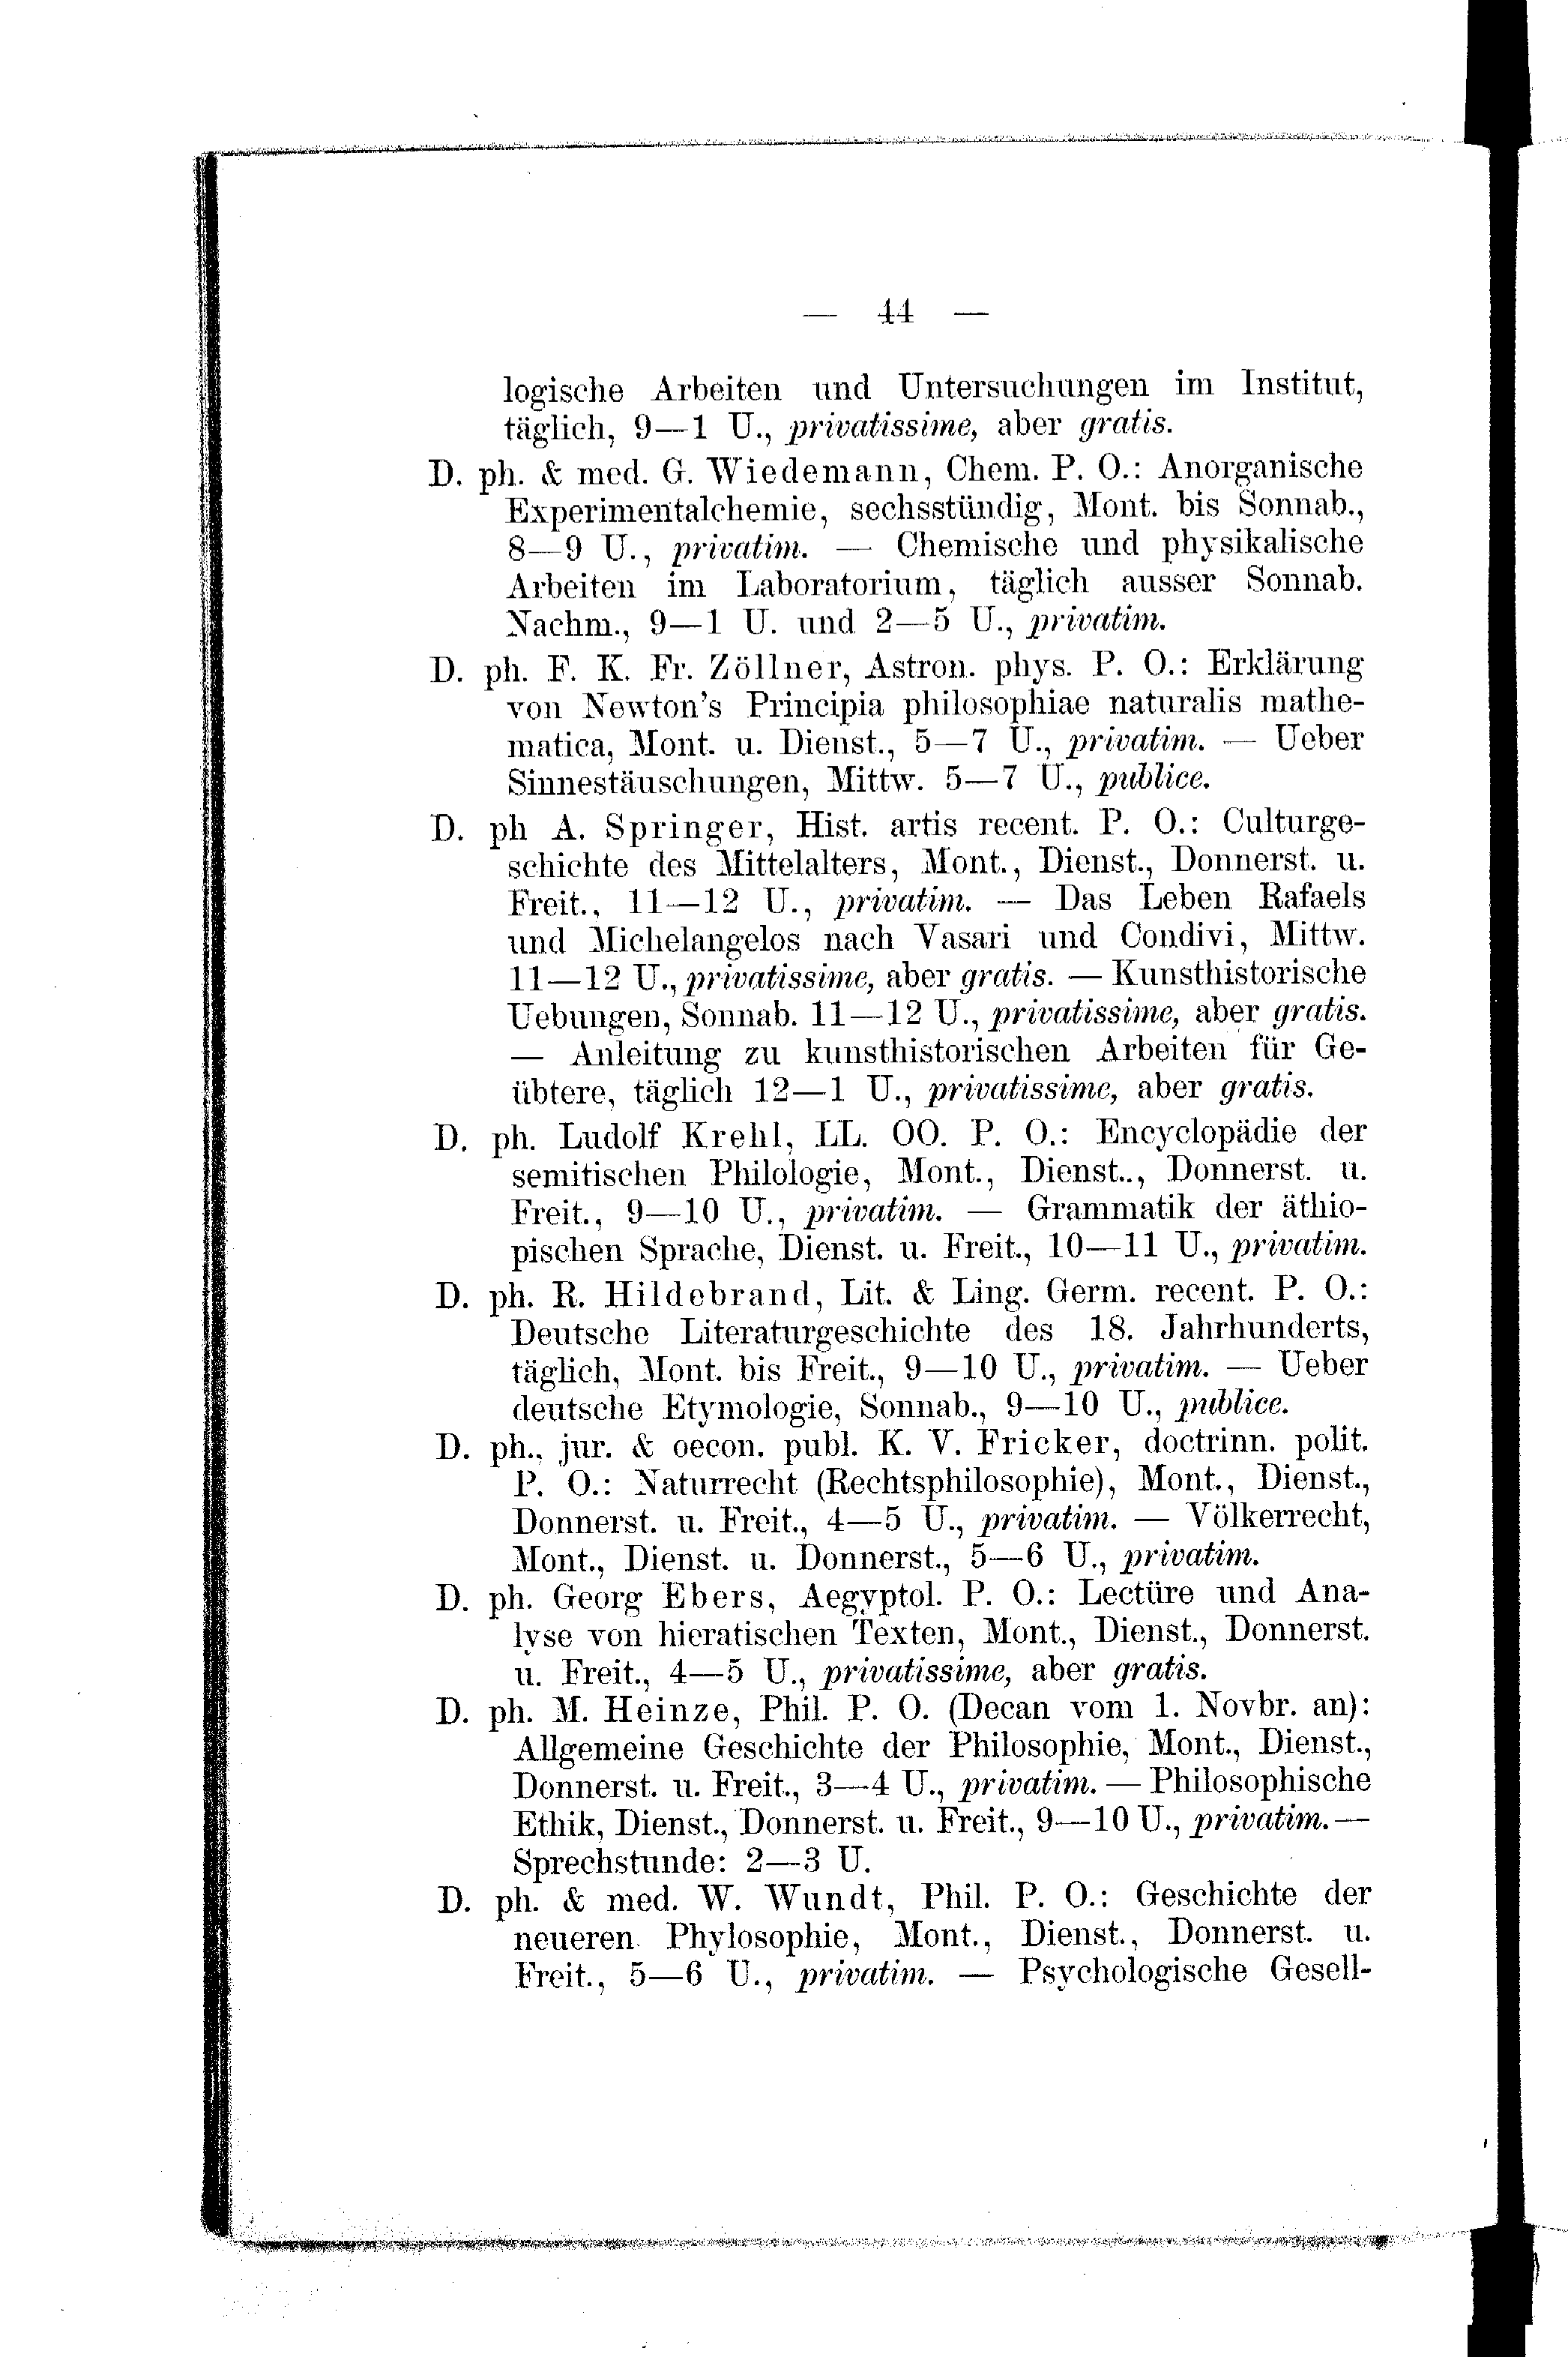 — 44 —
logische Arbeiten und Untersuchungen im Institut,
täglich, 9—1 U., privatissime, aber gratis.
D. ph. & med. G. Wiedemann, Chem. P. O.: Anorganische
Experimentalchemie, sechsstündig, Mont. bis Sonnab.,
8—9 U., privatim. — Chemische und physikalische
Arbeiten im Laboratorium, täglich ausser Sonnab.
Nachm., 9—1 U. und 2—5 U., privatim.
D. ph. F. K. Fr. Zöllner, Astron. phys. P. O.: Erklärung
von Newton's Principia philosophiae naturalis mathe-
matica, Mont. u. Dienst., 5—7 U., privatim. — Ueber
Sinnestäuschungen, Mittw. 5—7 U., publice.
D. ph A. Springer, Hist. artis recent. P. O.: Culturge-
schichte des Mittelalters, Mont., Dienst., Donnerst. u.
Freit., 11—12 U., privatim. — Das Leben Rafaels
und Michelangelos nach Vasari und Condivi, Mittw.
11—12 U., privatissime, aber gratis. — Kunsthistorische
Uebungen, Sonnab. 11—12 U., privatissime, aber gratis.
— Anleitung zu kunsthistorischen Arbeiten für Ge-
übtere, täglich 12—1 U., privatissime, aber gratis.
D. ph. Ludolf Krehl, LL. OO. P. O.: Encyclopädie der
semitischen Philologie, Mont., Dienst.., Donnerst. u.
Freit., 9—10 U., privatim. — Grammatik der äthio-
pischen Sprache, Dienst. u. Freit., 10—11 U., privatim.
D. ph. R. Hildebrand, Lit. & Ling. Germ. recent. P. O.:
Deutsche Literaturgeschichte des 18. Jahrhunderts,
täglich, Mont. bis Freit., 9—10 U., privatim. — Ueber
deutsche Etymologie, Sonnab., 9—10 U., publice.
D. ph., jur. & oecon. publ. K. V. Fricker, doctrinn. polit.
P. O.: Naturrecht (Rechtsphilosophie), Mont., Dienst.,
Donnerst. u. Freit., 4—5 U., privatim. — Völkerrecht,
Mont., Dienst. u. Donnerst., 5—6 U., privatim.
D. ph. Georg Ebers, Aegyptol. P. O.: Lectüre und Ana-
lyse von hieratischen Texten, Mont., Dienst., Donnerst.
u. Freit., 4—5 U., privatissime, aber gratis.
D. ph. M. Heinze, Phil. P. O. (Decan vom 1. Novbr. an):
Allgemeine Geschichte der Philosophie, Mont., Dienst.,
Donnerst. u. Freit., 3—4 U., privatim. — Philosophische
Ethik, Dienst., Donnerst. u. Freit., 9—10 U., privatim. —
Sprechstunde: 2—3 U.
D. ph. & med. W. Wundt, Phil. P. O.: Geschichte der
neueren Phylosophie, Mont., Dienst., Donnerst. u.
Freit., 5—6 U., privatim. — Psychologische Gesell-